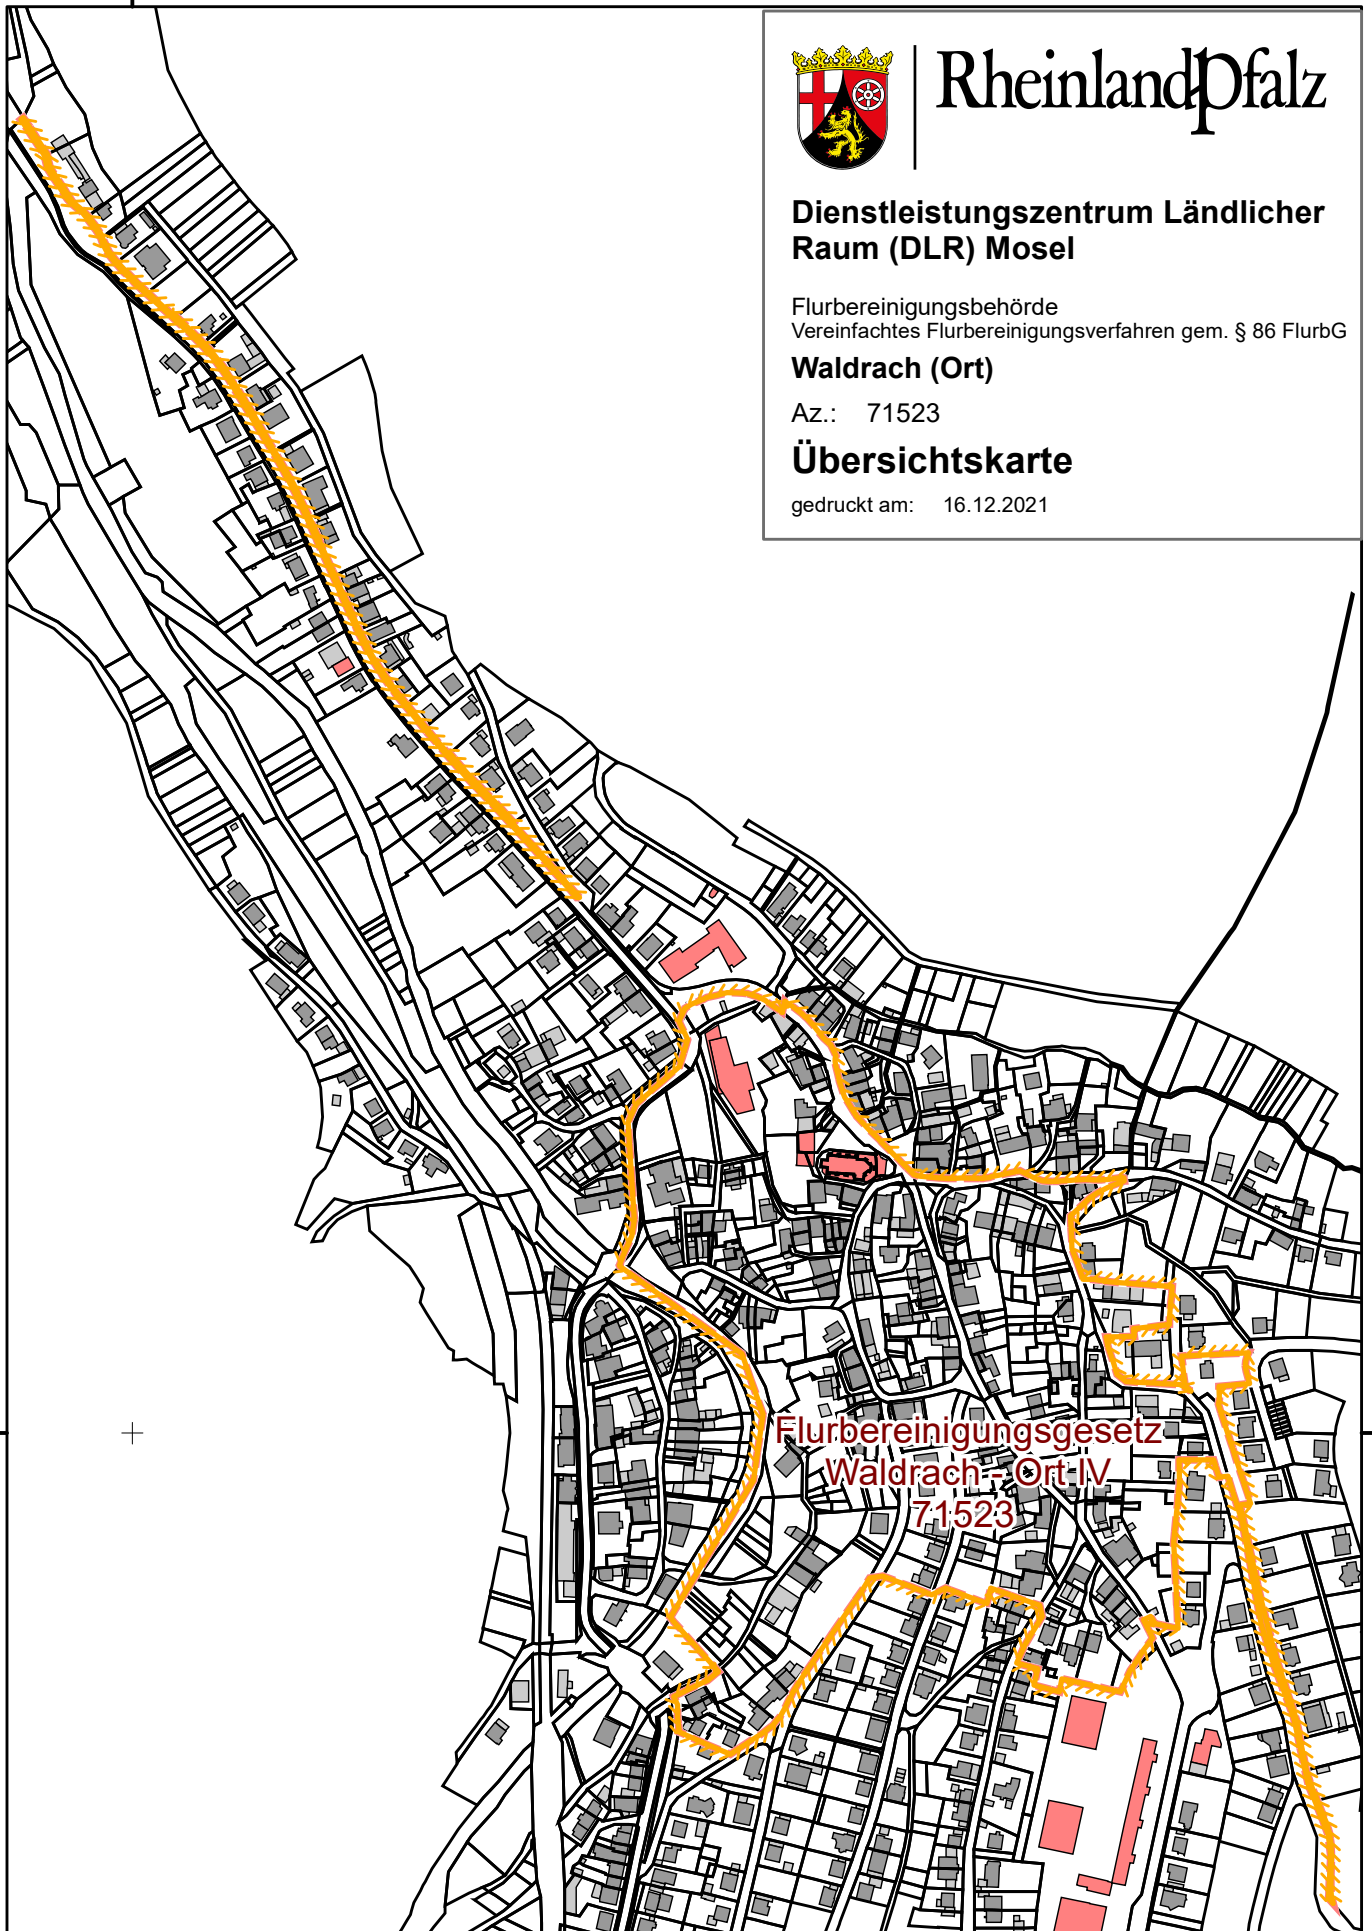 RheinlandPfalz
Dienstleistungszentrum Ländlicher
Raum (DLR) Mosel
Flurbereinigungsbehörde
Vereinfachtes Flurbereinigungsverfahren gem. § 86 FlurbG
Waldrach (Ort)
Az.: 71523
Übersichtskarte
gedruckt am: 16.12.2021
Flurbereinigungsgesetz
Waldrach - Ort IV
71523